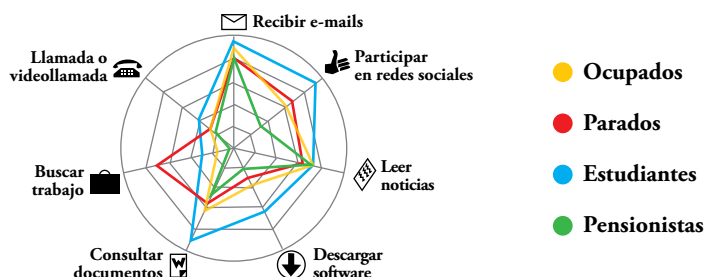 Recibir e-mails
Llamada o
videollamada
Participar
en redes sociales
Buscar
trabajo
Leer
noticias
Consultar
documentos
W
Descargar
software
Ocupados
Parados
Estudiantes
Pensionistas